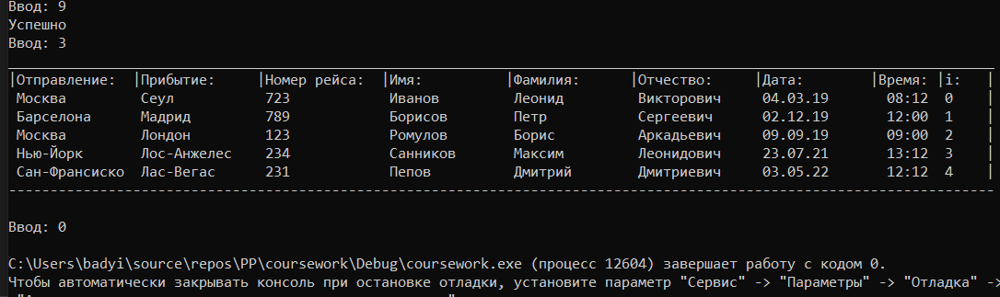 Ввод: 9
Успешно
Ввод: 3
|Отправление: |Прибытие: |Номер рейса: |Имя: |Фамилия: |Отчество: |Дата: |Время: |i: |
Москва Сеул 723 Иванов Леонид Викторович 04.03.19 08:12 0 |
Барселона Мадрид 789 Борисов Петр Сергеевич 02.12.19 12:00 1 |
Москва Лондон 123 Ромулов Борис Аркадьевич 09.09.19 09:00 2 |
Нью-Йорк Лос-Анжелес 234 Санников Максим Леонидович 23.07.21 13:12 3 |
Сан-Франсиско Лас-Вегас 231 Пепов Дмитрий Дмитриевич 03.05.22 12:12 4 |
-----------------------------------------------------------------------------------------------------------------------
Ввод: 0
C:\Users\badyi\source\repos\PP\coursework\Debug\coursework.exe (процесс 12604) завершает работу с кодом 0.
Чтобы автоматически закрывать консоль при остановке отладки, установите параметр "Сервис" -> "Параметры" -> "Отладка" ->